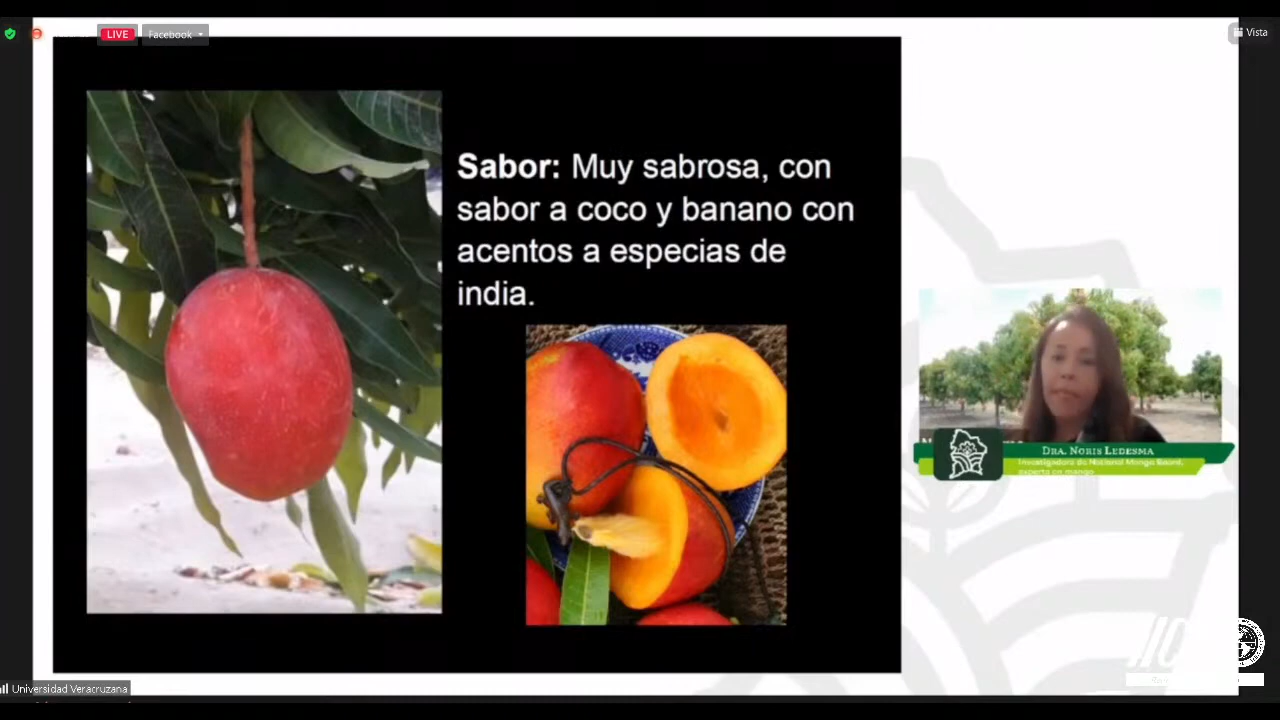 LIVE
Facebook
Vista
Sabor: Muy sabrosa, con
sabor a coco y banano con
acentos a especias de
india.
Dra. Noris Ledesma
Investigadora de National Mango Board,
experta en mango
Universidad Veracruzana